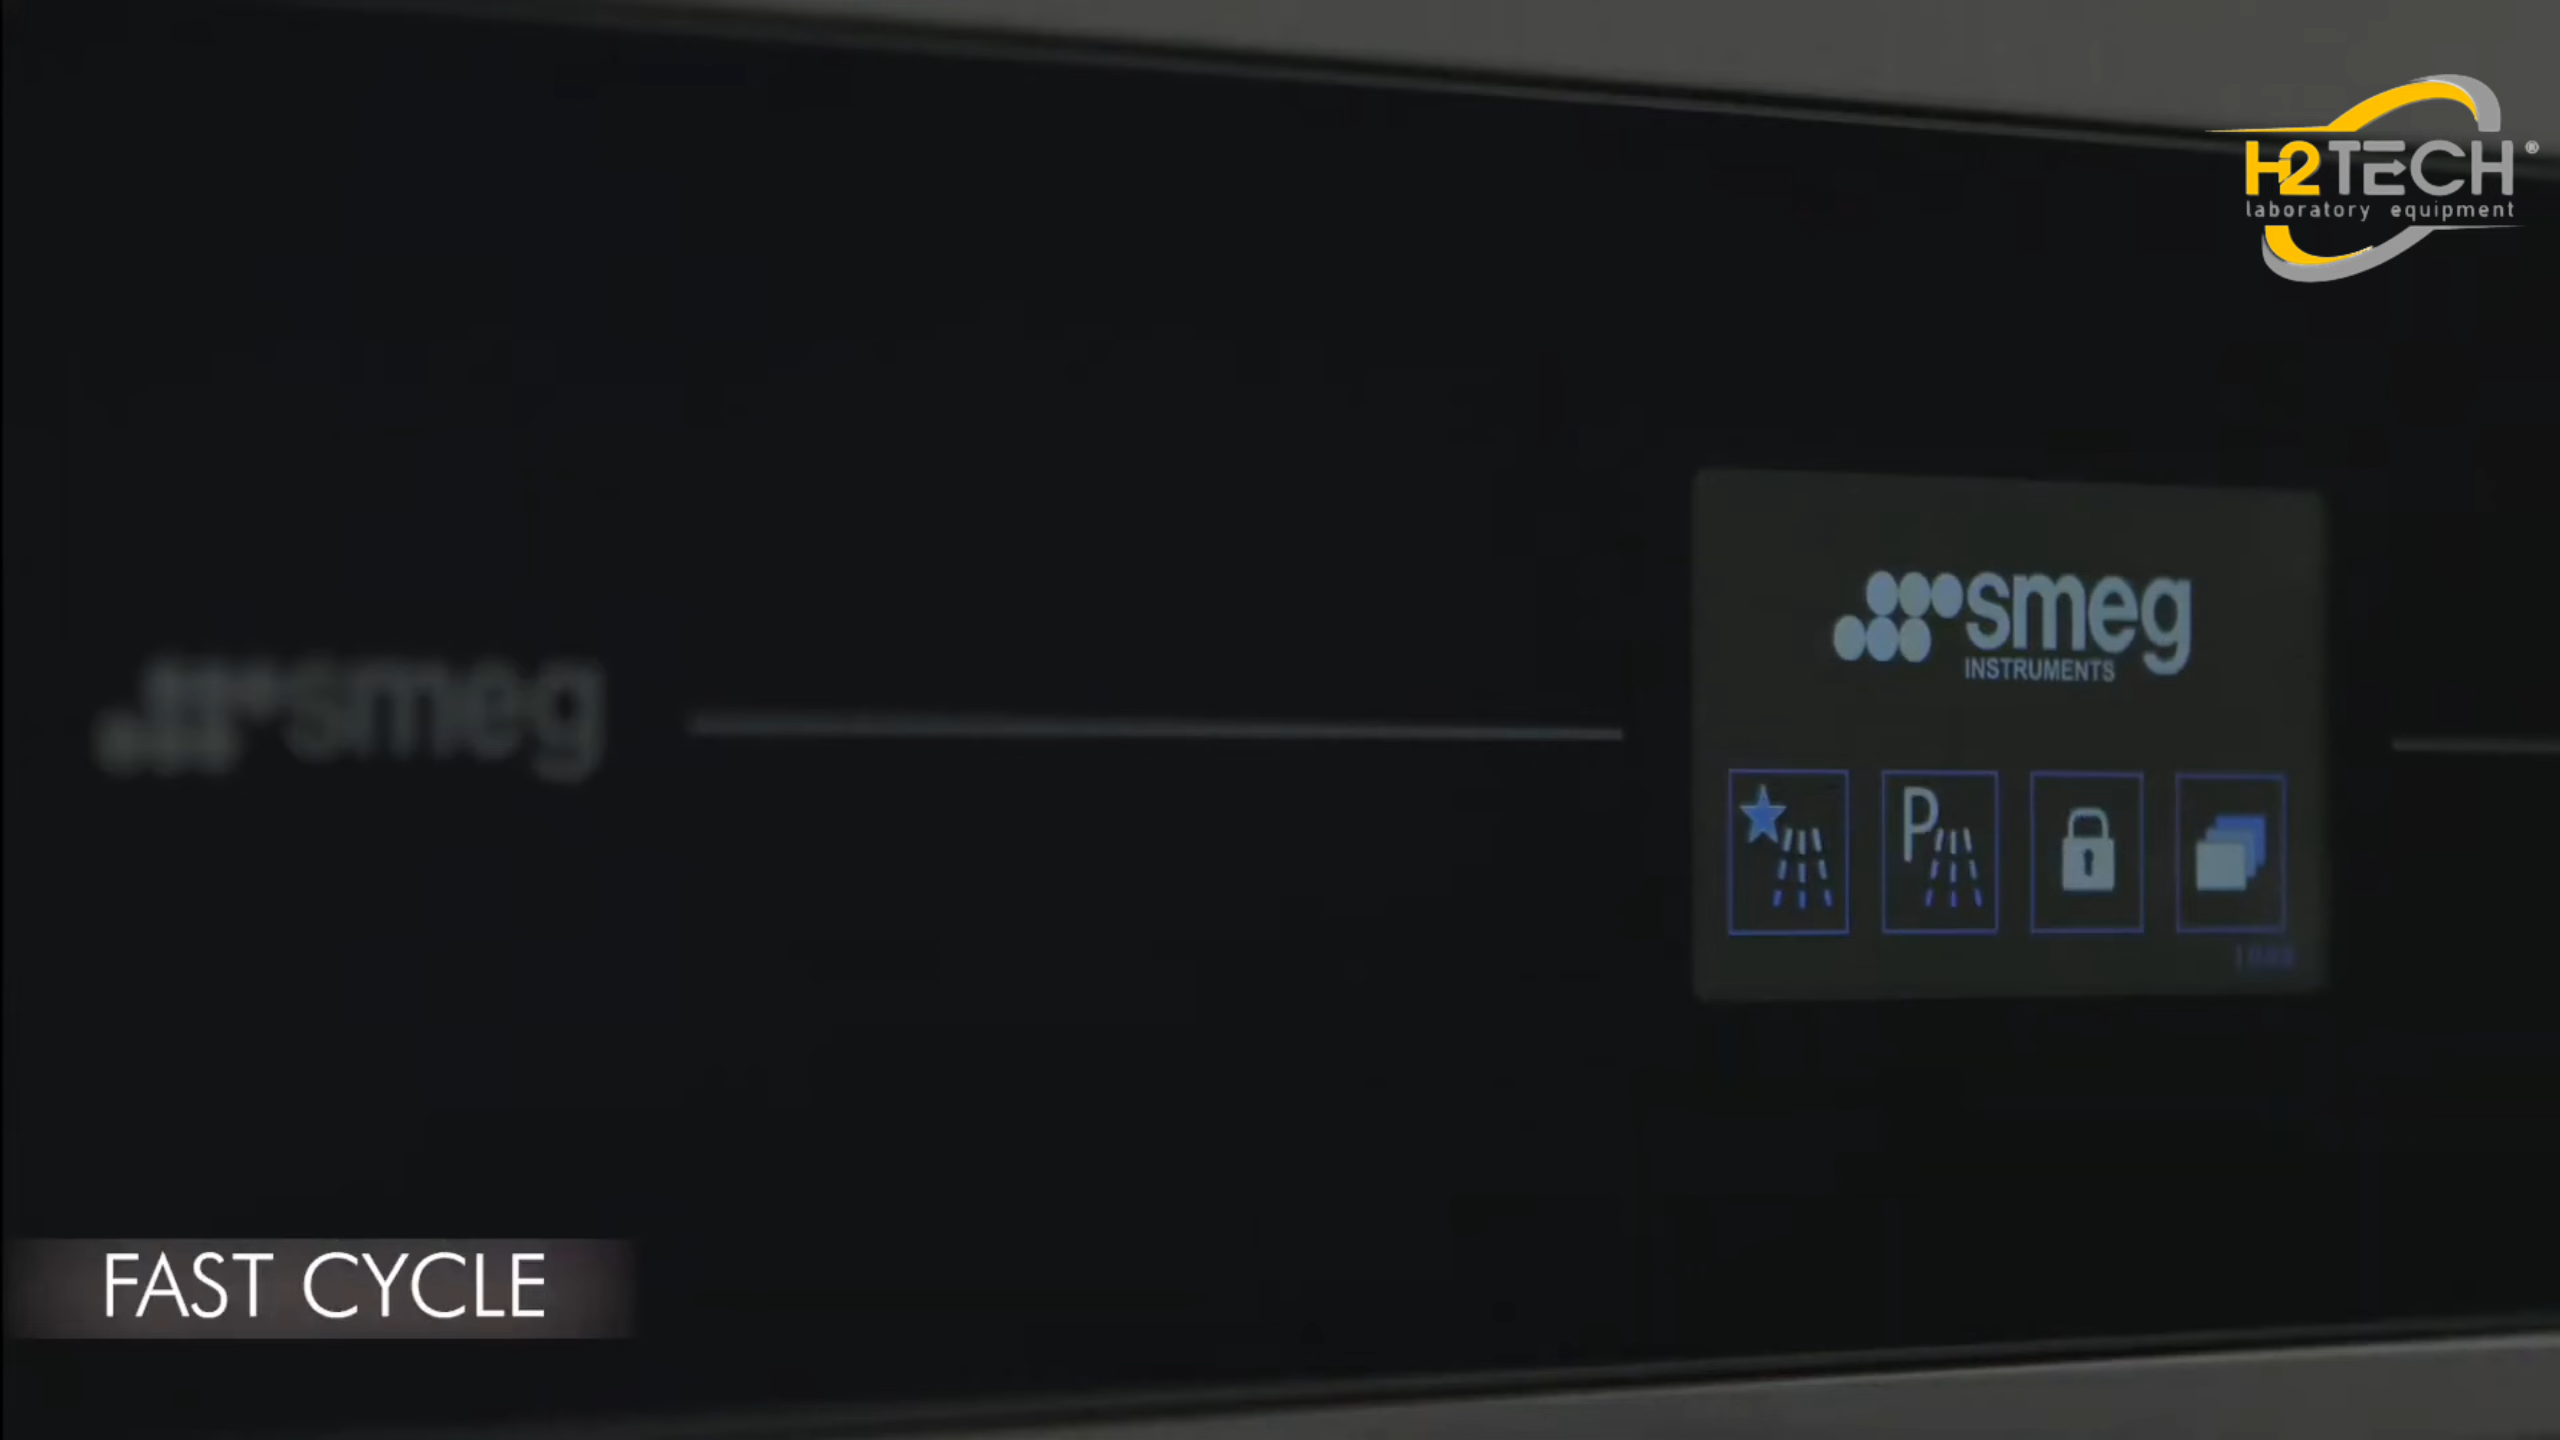 H2TECH®
laboratory equipment
smeg
smeg
INSTRUMENTS
P
FAST CYCLE